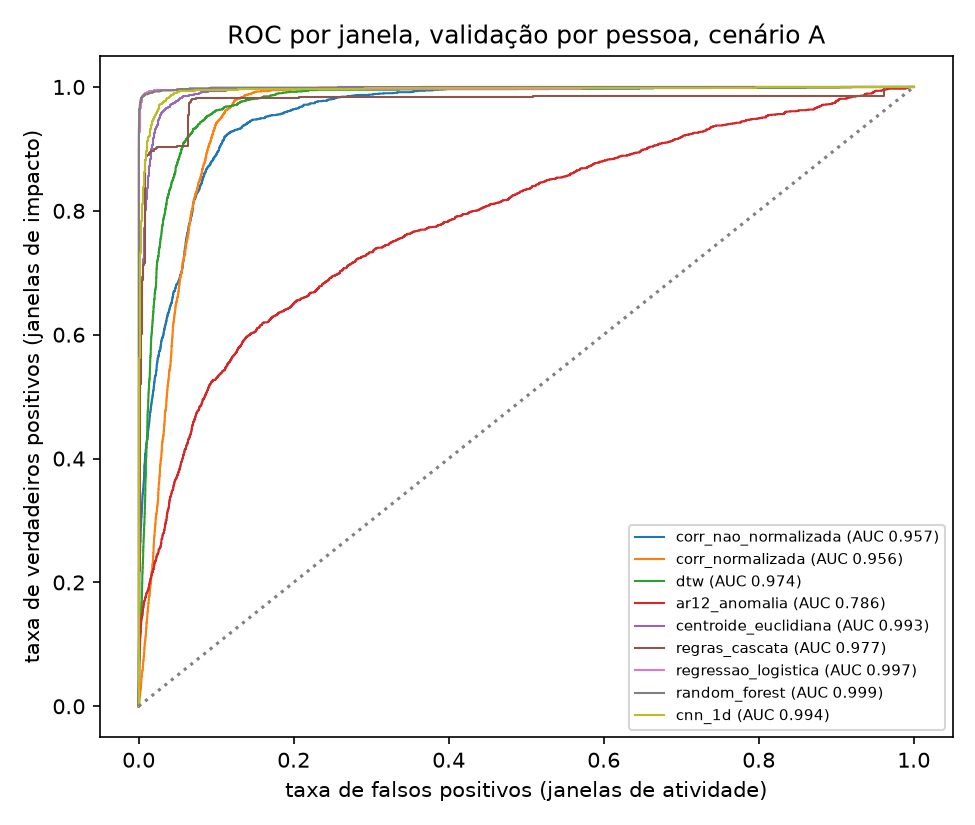 ROC por janela, validação por pessoa, cenário A
taxa de verdadeiros positivos (janelas de impacto)
1.0
0.8
0.6
0.4
0.2
0.0
corr_nao_normalizada (AUC 0.957)
corr_normalizada (AUC 0.956)
dtw (AUC 0.974)
ar12_anomalia (AUC 0.786)
centroide_euclidiana (AUC 0.993)
regras_cascata (AUC 0.977)
regressao_logistica (AUC 0.997)
random_forest (AUC 0.999)
cnn_1d (AUC 0.994)
0.0 0.2 0.4 0.6 0.8 1.0
taxa de falsos positivos (janelas de atividade)